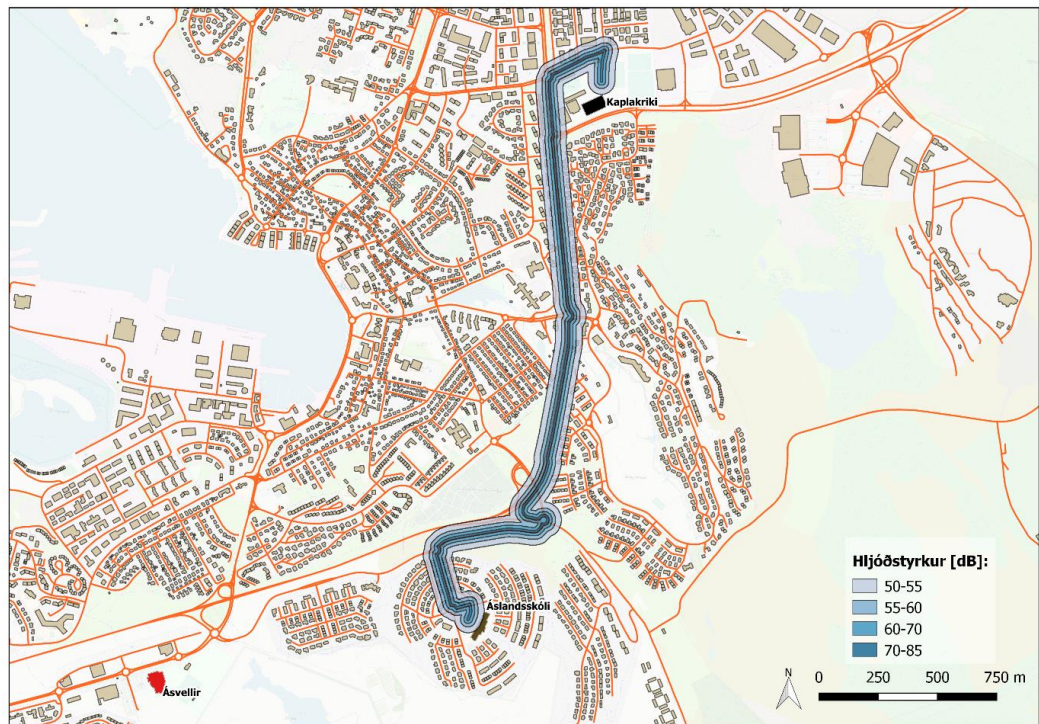 Kaplakriki
Áslandsskóli
Ásvellir
Hljóðstyrkur [dB]:
50-55
55-60
60-70
70-85
N
0 250 500 750 m